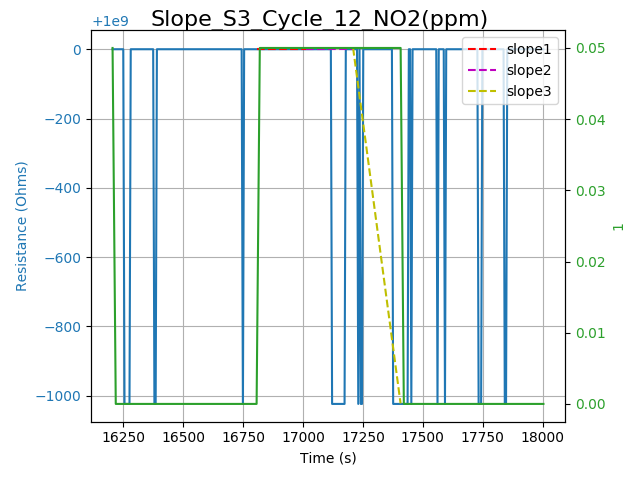 Slope_S3_Cycle_12_NO2(ppm)
+1e9
slope1
slope2
slope3
0
−200
−400
−600
−800
−1000
Resistance (Ohms)
0.05
0.04
0.03
0.02
0.01
0.00
1
16250 16500 16750 17000 17250 17500 17750 18000
Time (s)